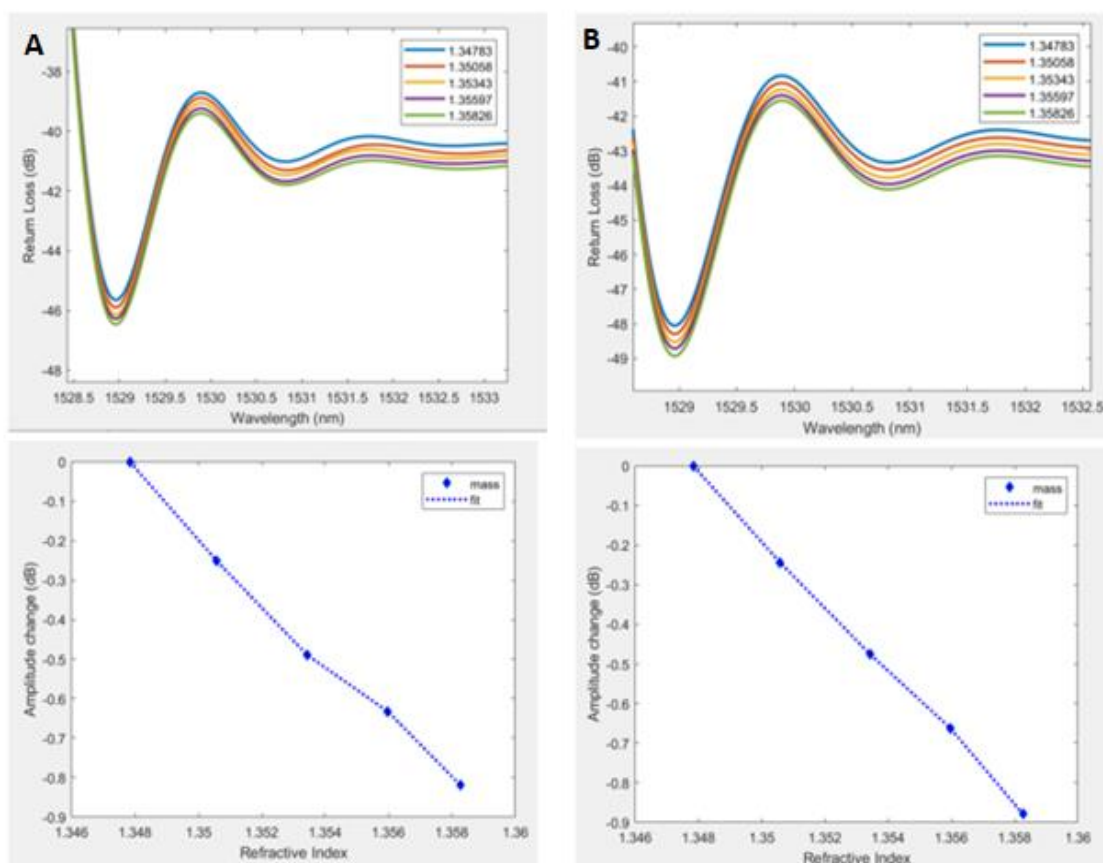 A
Return Loss (dB)
-38
-40
-42
-44
-46
-48
1.34783
1.35058
1.35343
1.35597
1.35826
1528.5 1529 1529.5 1530 1530.5 1531 1531.5 1532 1532.5 1533
Wavelength (nm)
B
Return Loss (dB)
-40
-41
-42
-43
-44
-45
-46
-47
-48
-49
1.34783
1.35058
1.35343
1.35597
1.35826
1529 1529.5 1530 1530.5 1531 1531.5 1532 1532.5
Wavelength (nm)
Amplitude change (dB)
0
-0.1
-0.2
-0.3
-0.4
-0.5
-0.6
-0.7
-0.8
-0.9
mass
fit
1.346 1.348 1.35 1.352 1.354 1.356 1.358 1.36
Refractive Index
Amplitude change (dB)
0
-0.1
-0.2
-0.3
-0.4
-0.5
-0.6
-0.7
-0.8
-0.9
mass
fit
1.346 1.348 1.35 1.352 1.354 1.356 1.358 1.36
Refractive Index